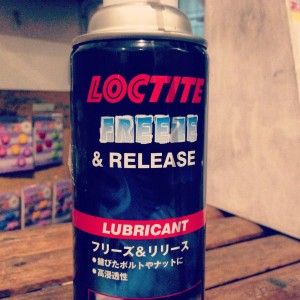 LOCTITE
FREEZE
& RELEASE
LUBRICANT
フリーズ&リリース
●錆びたボルトやナットに
●高浸透性